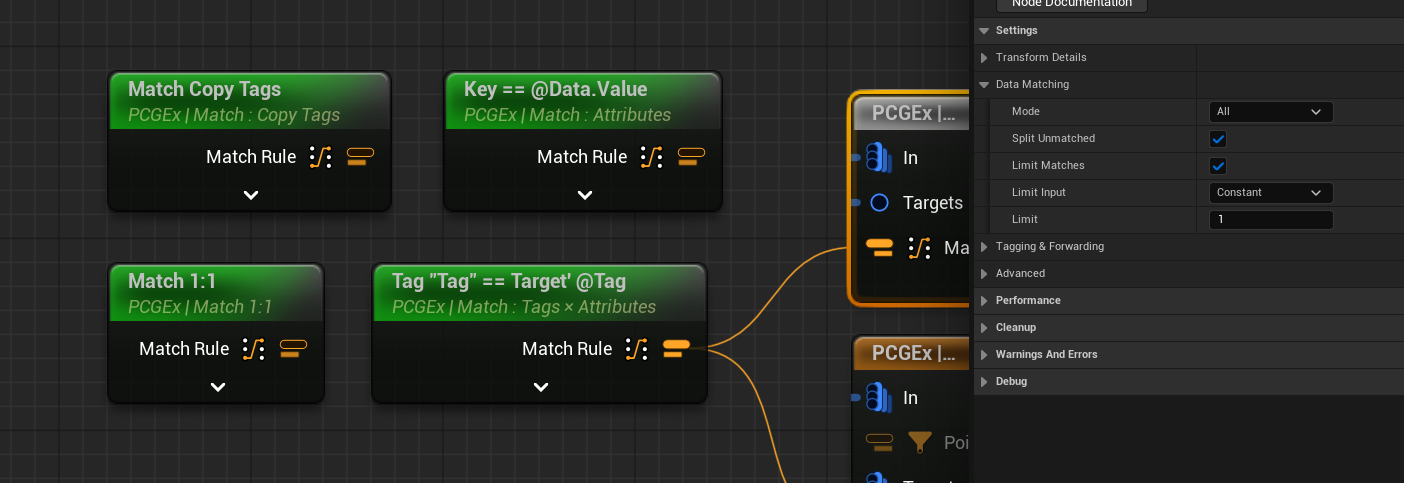 Match Copy Tags
PCGEx | Match : Copy Tags
Match Rule
Key == @Data.Value
PCGEx | Match : Attributes
Match Rule
Match 1:1
PCGEx | Match 1:1
Match Rule
Tag "Tag" == Target' @Tag
PCGEx | Match : Tags × Attributes
Match Rule
PCGEx |...
In
Targets
Ma
PCGEx |...
In
Poi
Node Documentation
Settings
Transform Details
Data Matching
Mode
All
Split Unmatched
Limit Matches
Limit Input
Constant
Limit
1
Tagging & Forwarding
Advanced
Performance
Cleanup
Warnings And Errors
Debug